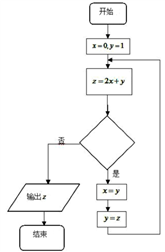 开始
x=0,y=1
z=2x+y
否
是
x=y
y=z
输出z
结束